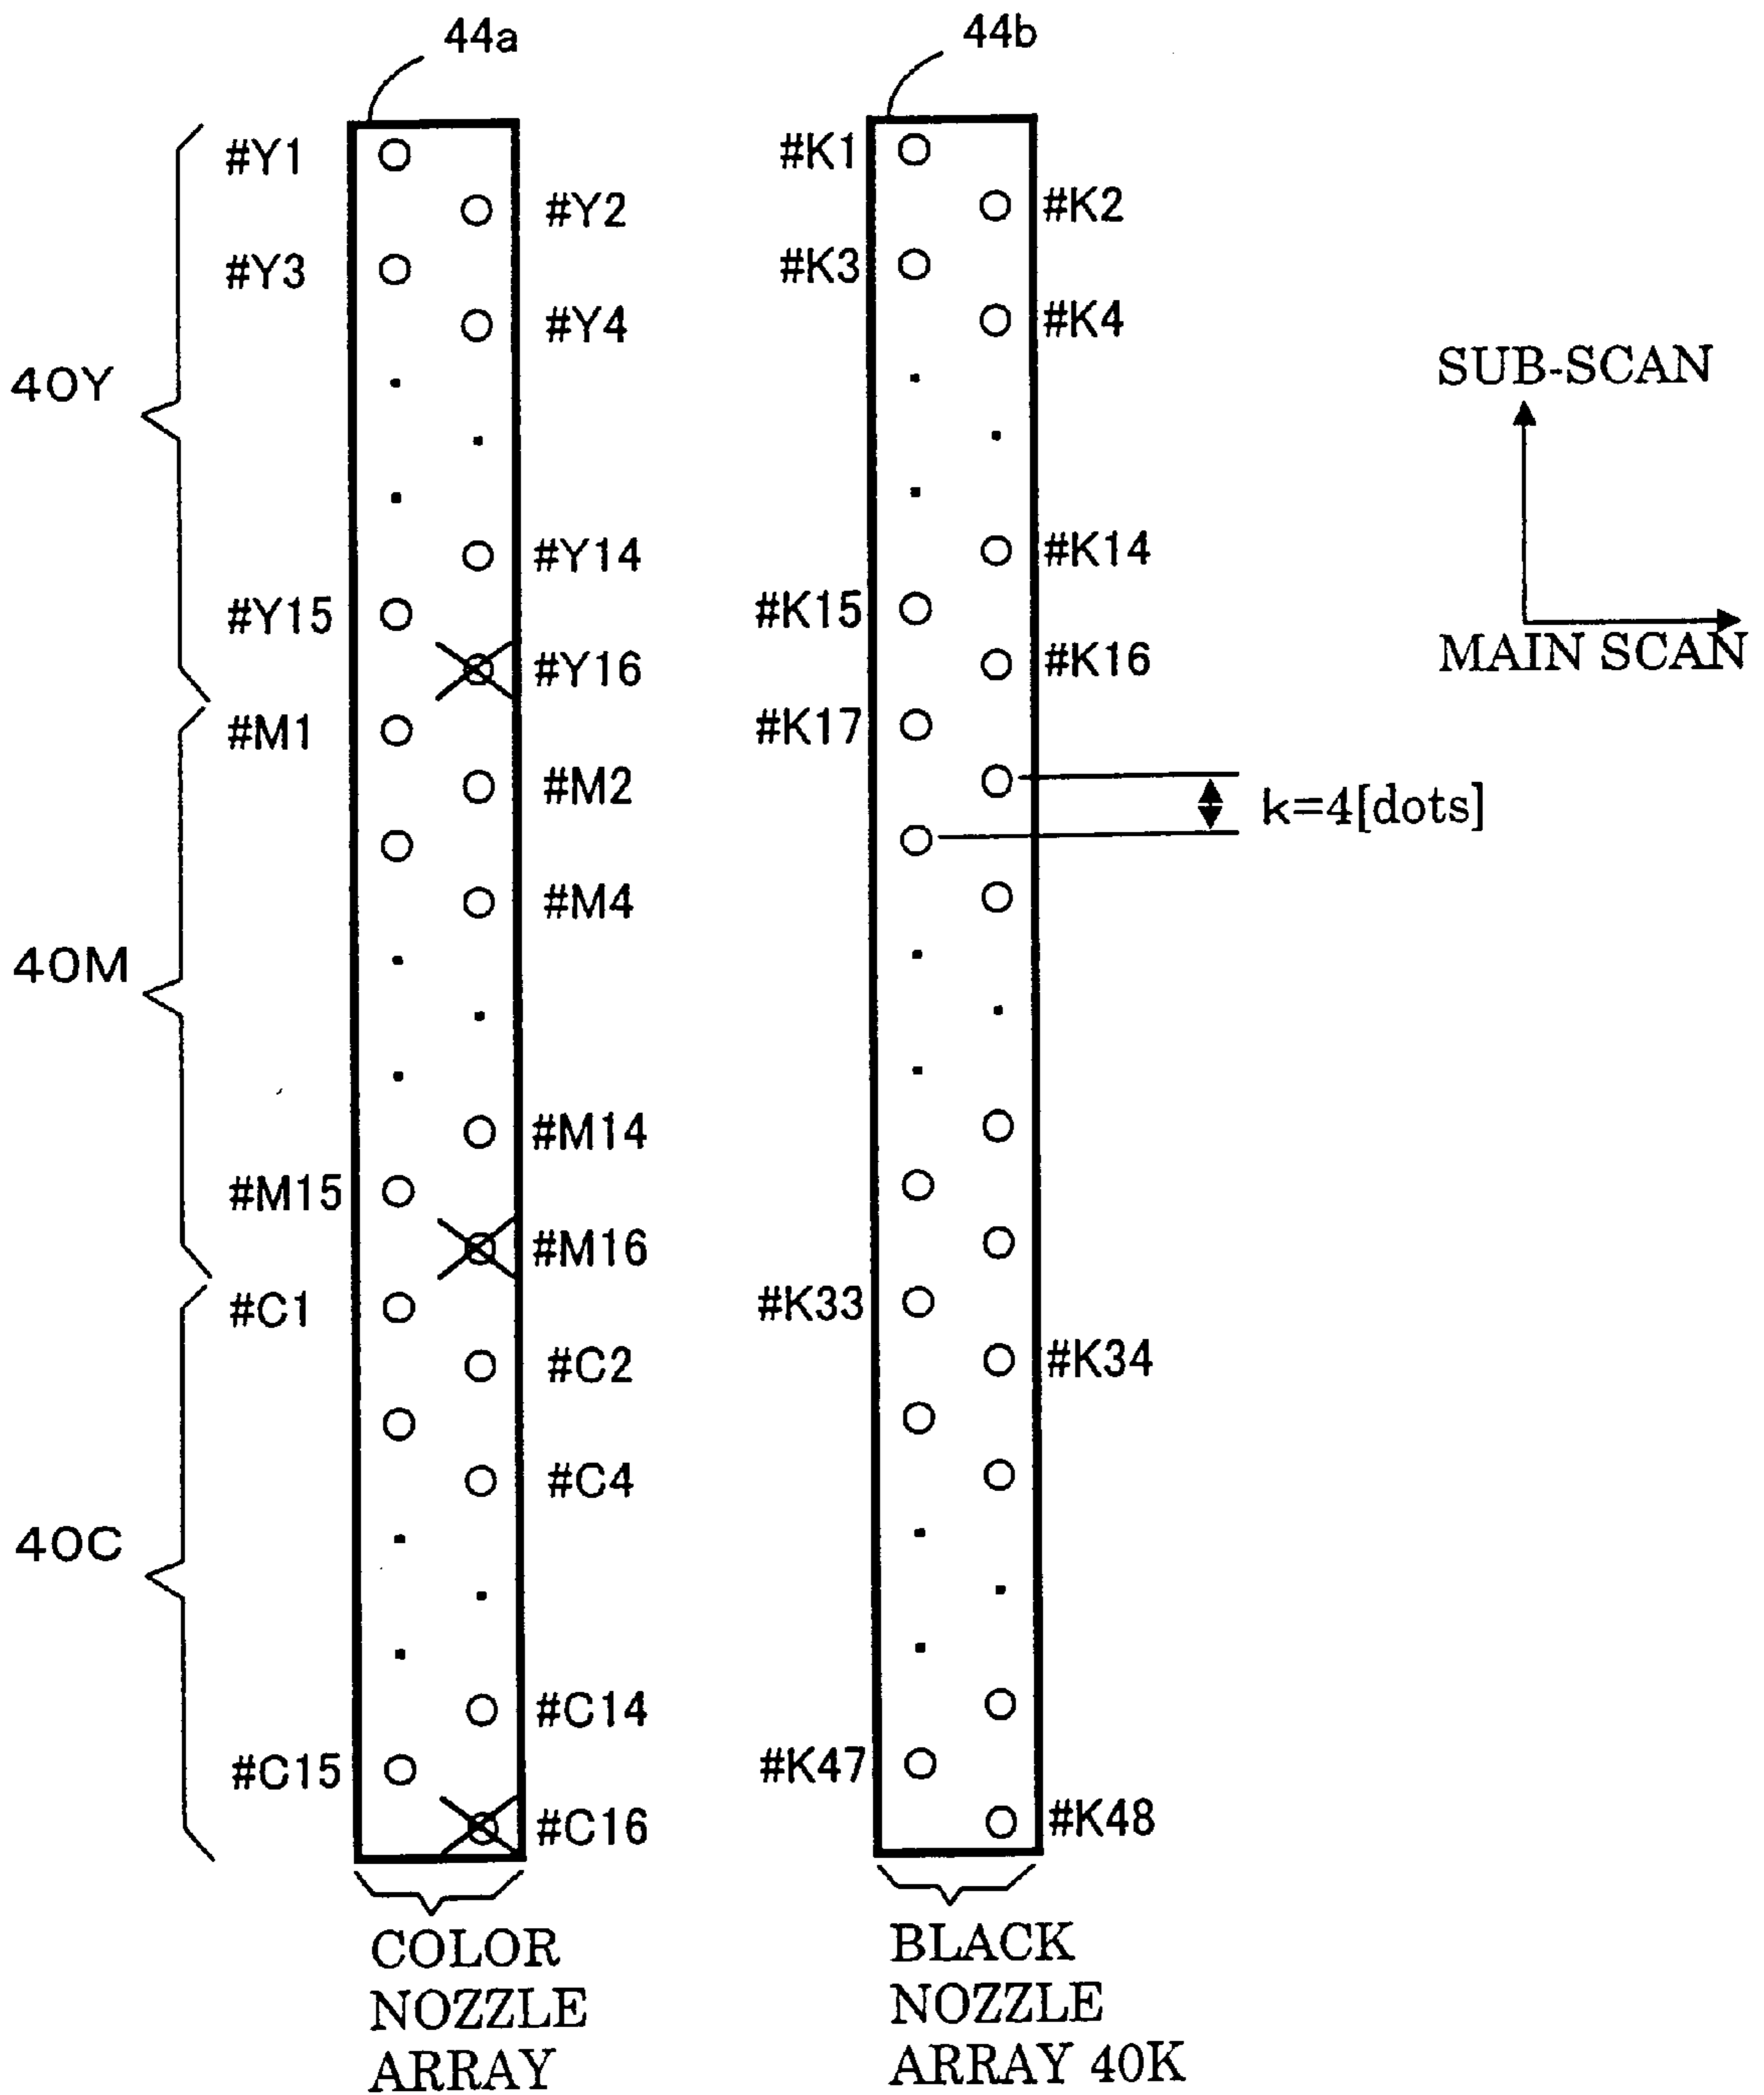 44a
44b
#Y1
#K1
#Y2
#K2
#Y3
#K3
#Y4
#K4
SUB-SCAN
40Y
#Y14
#K14
#Y15
#K15
MAIN SCAN
#Y16
#K16
#M1
#K17
#M2
k=4[dots]
#M4
40M
#M14
#M15
#M16
#C1
#K33
#C2
#K34
#C4
40C
#C14
#C15
#K47
#C16
#K48
COLOR
NOZZLE
ARRAY
BLACK
NOZZLE
ARRAY 40K